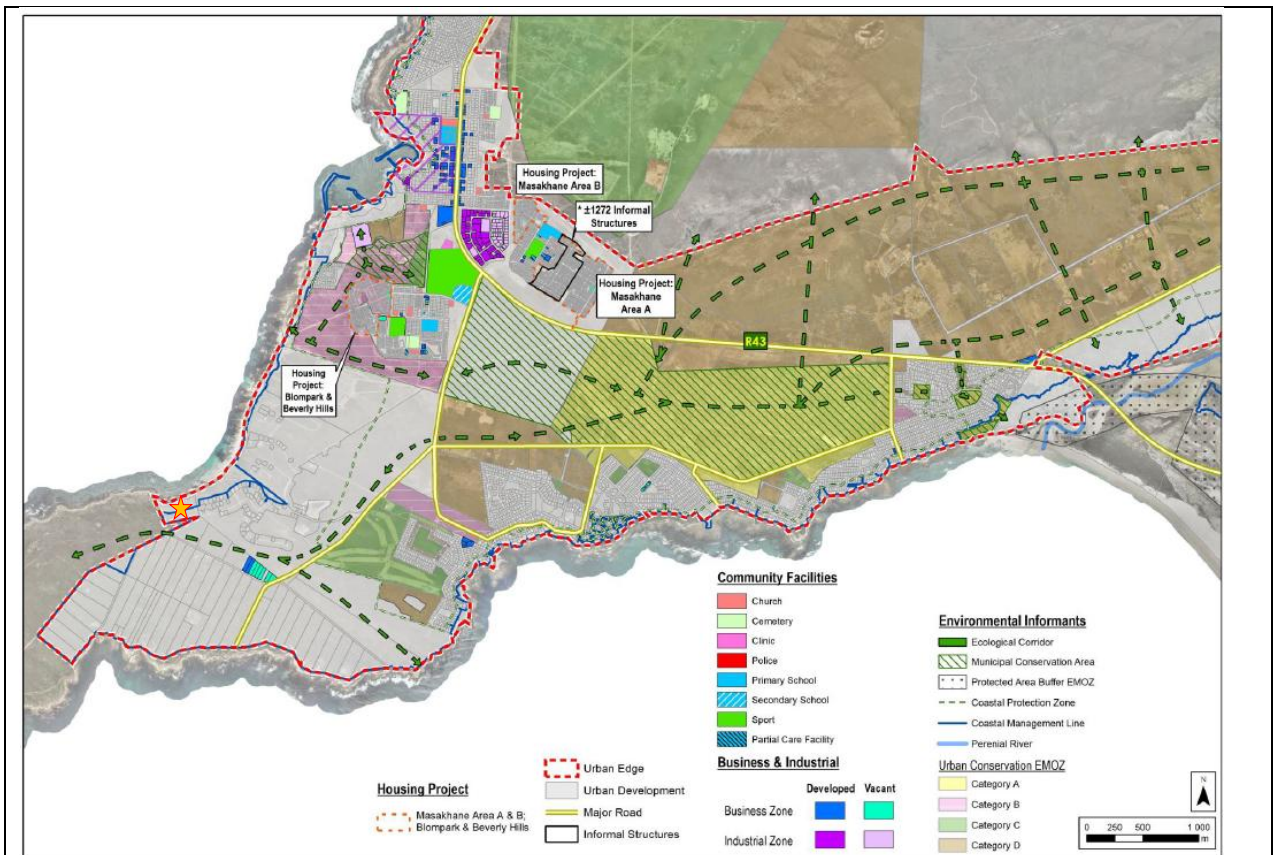 Housing Project:
Masakhane Area B
* ±1272 Informal
Structures
Housing Project:
Masakhane
Area A
R43
Housing
Project:
Blompark &
Beverly Hills
Community Facilities
Church
Cemetery
Clinic
Police
Primary School
Secondary School
Sport
Partial Care Facility
Business & Industrial
Developed Vacant
Business Zone
Industrial Zone
Environmental Informants
Ecological Corridor
Municipal Conservation Area
Protected Area Buffer EMOZ
Coastal Protection Zone
Coastal Management Line
Perenial River
Urban Conservation EMOZ
Category A
Category B
Category C
Category D
Housing Project
Masakhane Area A & B;
Blompark & Beverly Hills
Urban Edge
Urban Development
Major Road
Informal Structures
N
0 250 500 1 000
m